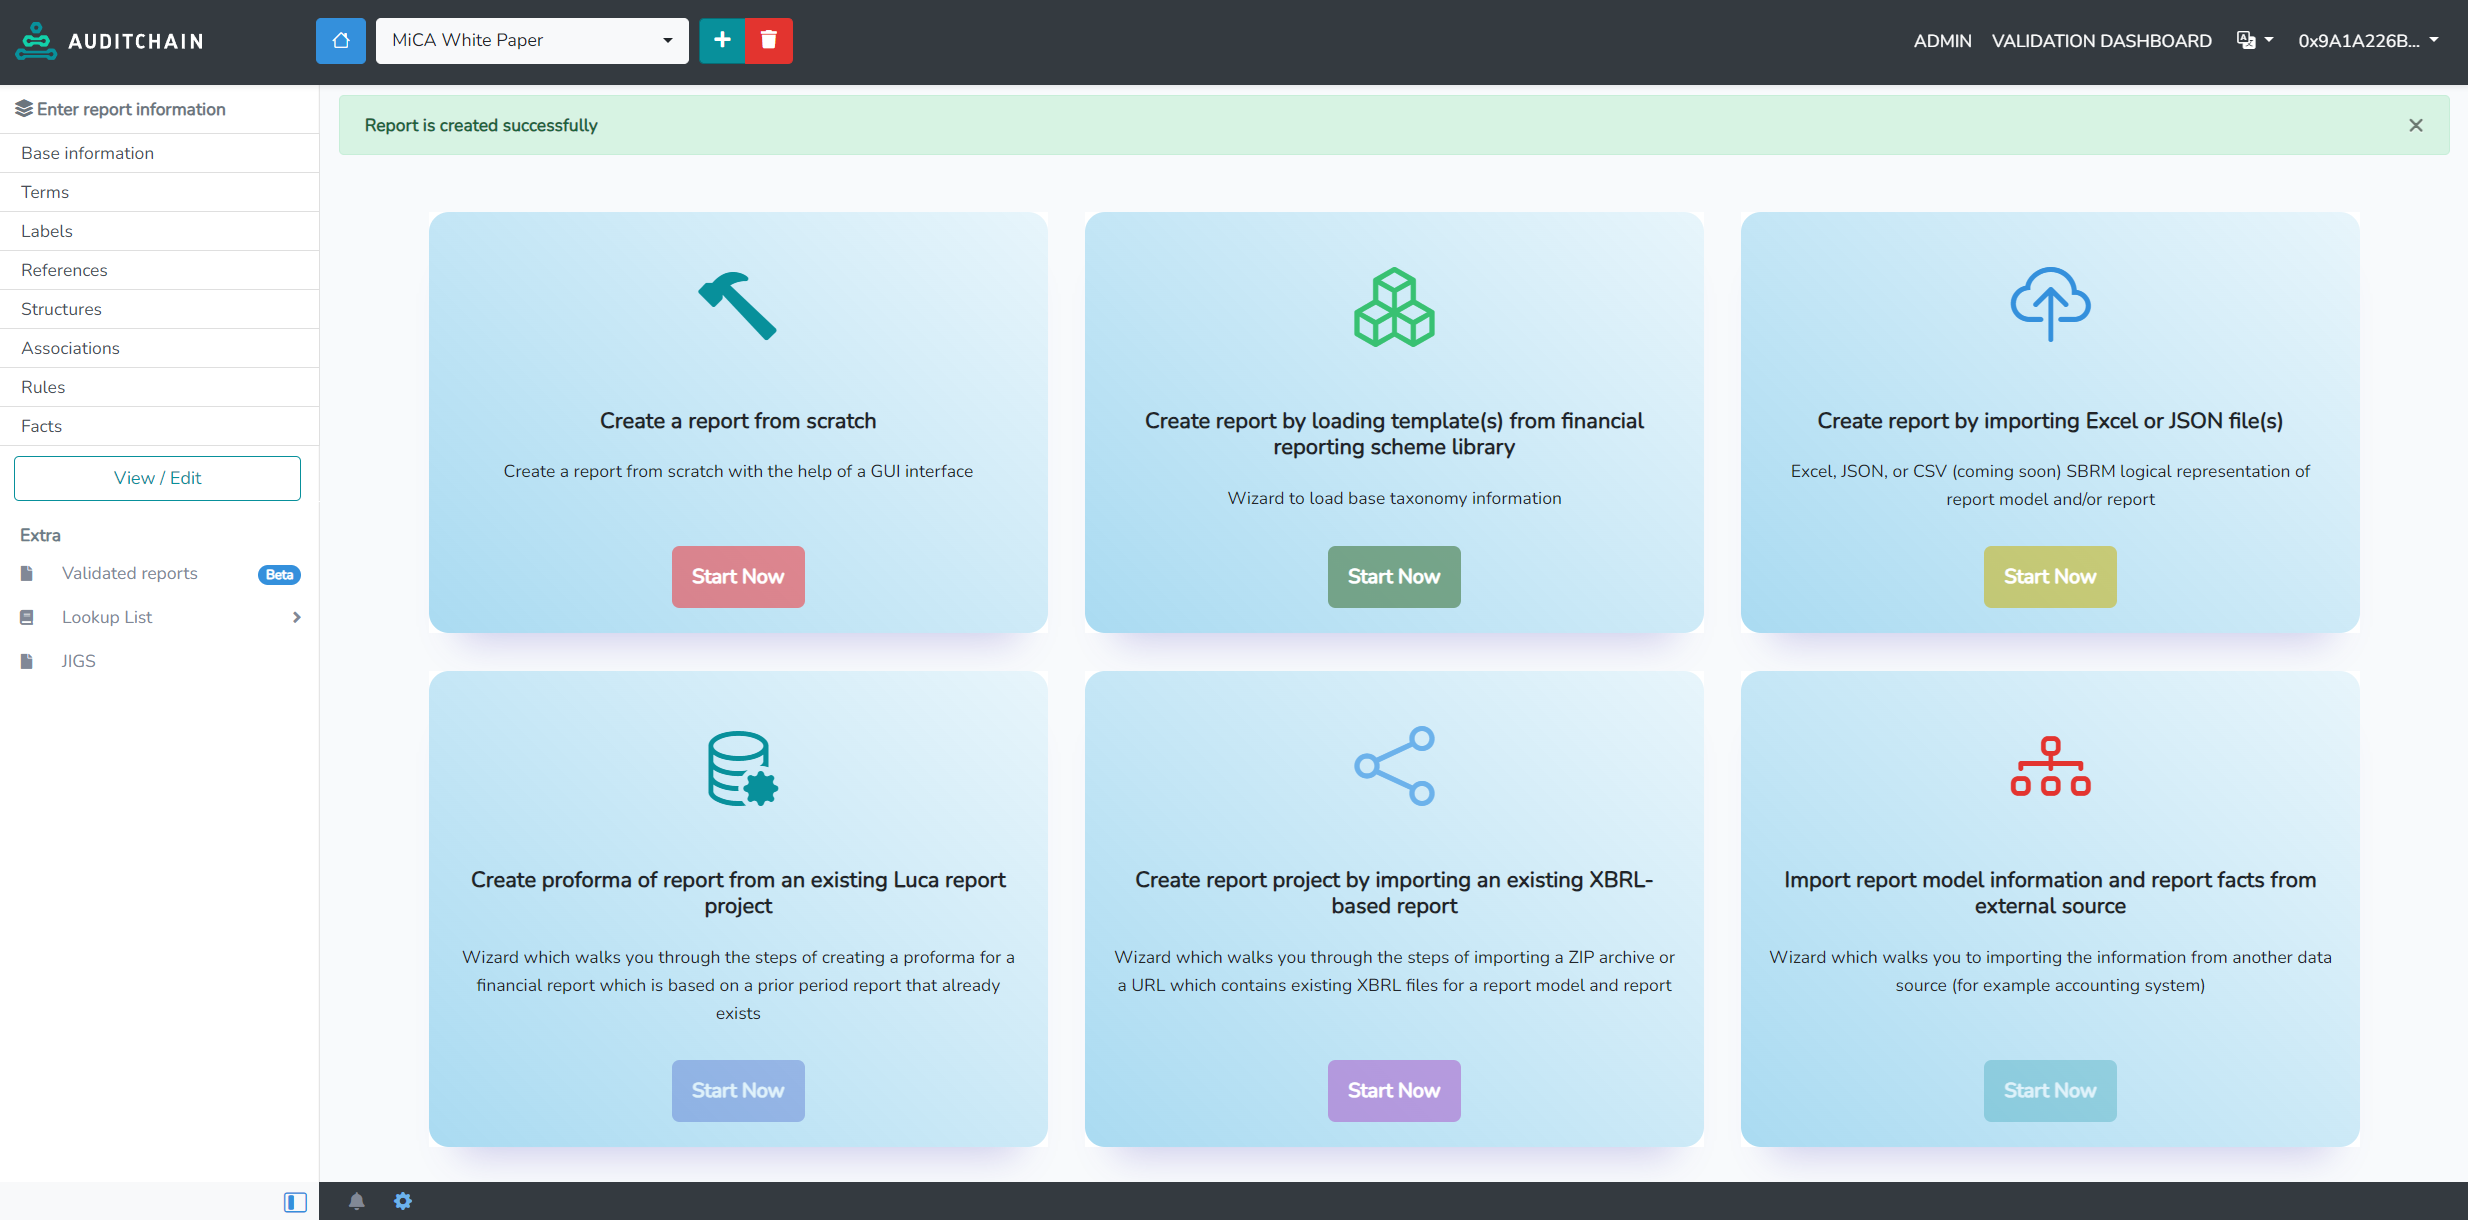 AUDITCHAIN
MiCA White Paper
ADMIN
VALIDATION DASHBOARD
0x9A1A226B...
Enter report information
Base information
Terms
Labels
References
Structures
Associations
Rules
Facts
View / Edit
Extra
Validated reports
Beta
Lookup List
JIGS
Report is created successfully
Create a report from scratch
Create a report from scratch with the help of a GUI interface
Start Now
Create report by loading template(s) from financial
reporting scheme library
Wizard to load base taxonomy information
Start Now
Create report by importing Excel or JSON file(s)
Excel, JSON, or CSV (coming soon) SBRM logical representation of
report model and/or report
Start Now
Create proforma of report from an existing Luca report
project
Wizard which walks you through the steps of creating a proforma for a
financial report which is based on a prior period report that already
exists
Start Now
Create report project by importing an existing XBRL-
based report
Wizard which walks you through the steps of importing a ZIP archive or
a URL which contains existing XBRL files for a report model and report
Start Now
Import report model information and report facts from
external source
Wizard which walks you to importing the information from another data
source (for example accounting system)
Start Now